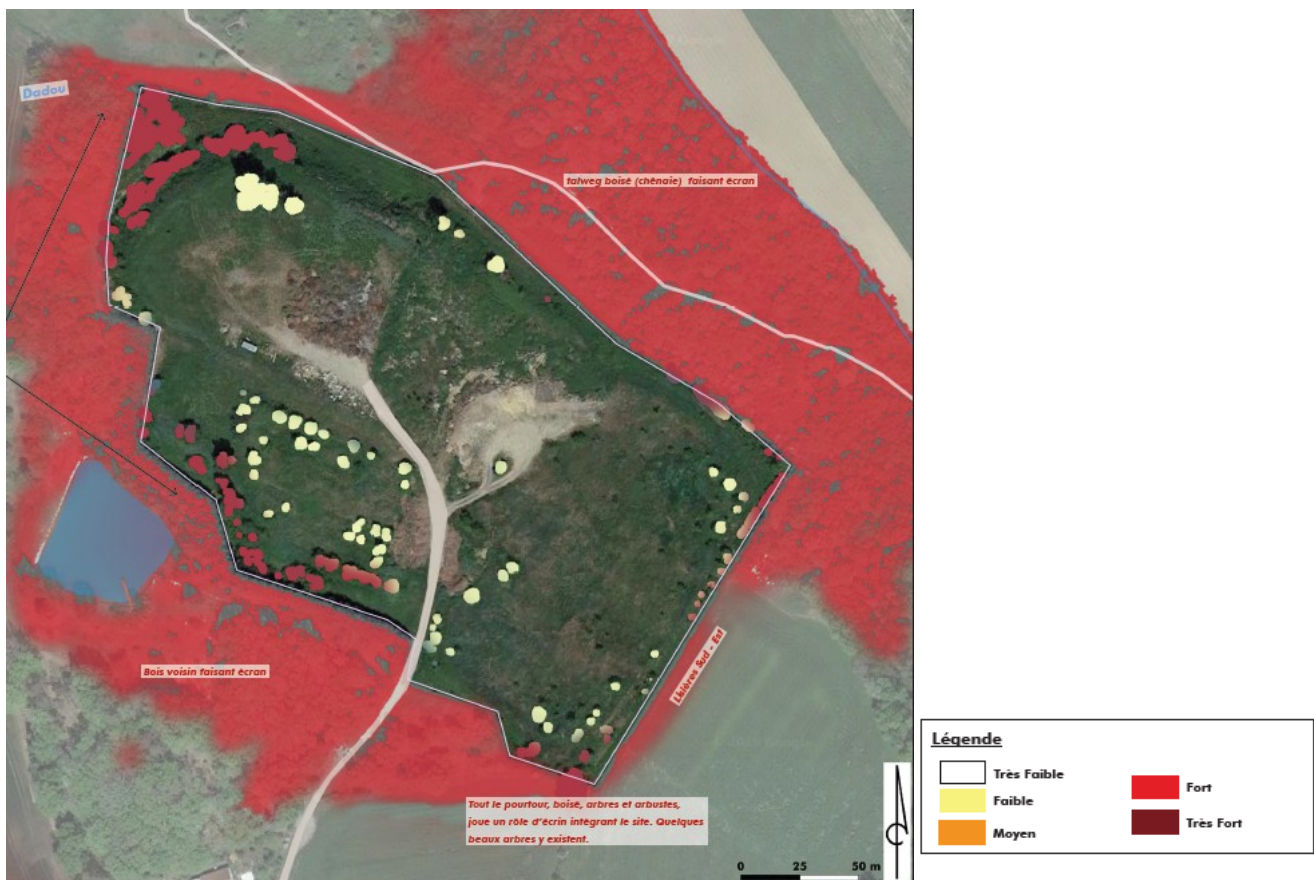 Dadou
talweg boisé (chênaie) faisant écran
Bois voisin faisant écran
Lisières Sud - Est
Tout le pourtour, boisé, arbres et arbustes,
joue un rôle d'écrin intégrant le site. Quelques
beaux arbres y existent.
0 25 50 m
Légende
Très Faible
Faible
Moyen
Fort
Très Fort